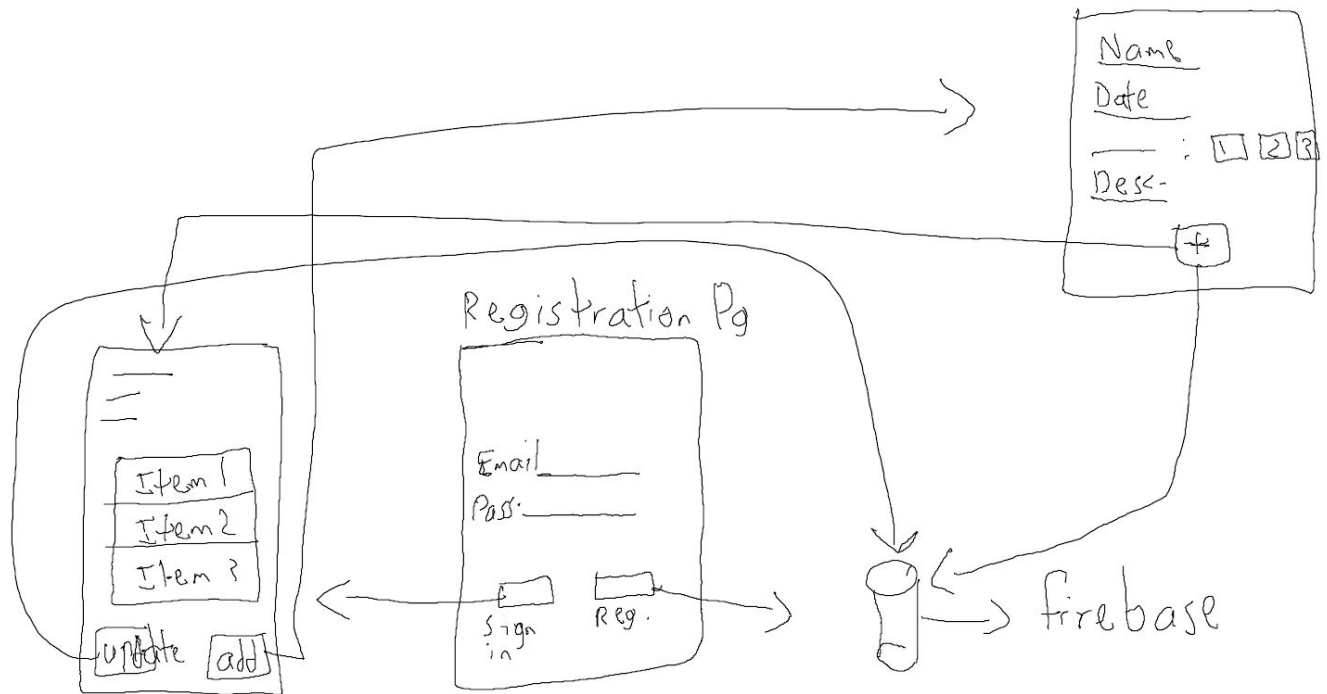 Name
Date
: 1 2 3
Desc.
+
Registration Pg
Item 1
Item 2
Item 3
update add
Email
Pass.
Sign in
Reg.
firebase